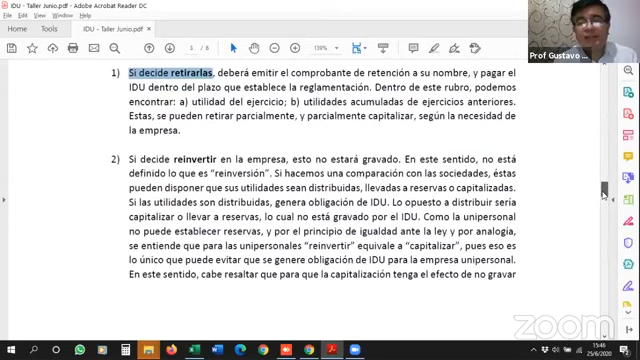 IDU - Taller Junio.pdf - Adobe Acrobat Reader DC
File Edit View Window Help
Home Tools IDU - Taller Junio.pdf ×
1 / 6 139%
Prof Gustavo
1) Si decide retirarlas, deberá emitir el comprobante de retención a su nombre, y pagar el
IDU dentro del plazo que establece la reglamentación. Dentro de este rubro, podemos
encontrar: a) utilidad del ejercicio; b) utilidades acumuladas de ejercicios anteriores.
Estas, se pueden retirar parcialmente, y parcialmente capitalizar, según la necesidad de
la empresa.
2) Si decide reinvertir en la empresa, esto no estará gravado. En este sentido, no está
definido lo que es "reinversión". Si hacemos una comparación con las sociedades, éstas
pueden disponer que sus utilidades sean distribuidas, llevadas a reservas o capitalizadas.
Si las utilidades son distribuidas, genera obligación de IDU. Lo opuesto a distribuir sería
capitalizar o llevar a reservas, lo cual no está gravado por el IDU. Como la unipersonal
no puede establecer reservas, y por el principio de igualdad ante la ley y por analogía,
se entiende que para las unipersonales "reinvertir" equivale a "capitalizar", pues eso es
lo único que puede evitar que se genere obligación de IDU para la empresa unipersonal.
En este sentido, cabe resaltar que para que la capitalización tenga el efecto de no gravar
zoom
15:46
25/6/2020